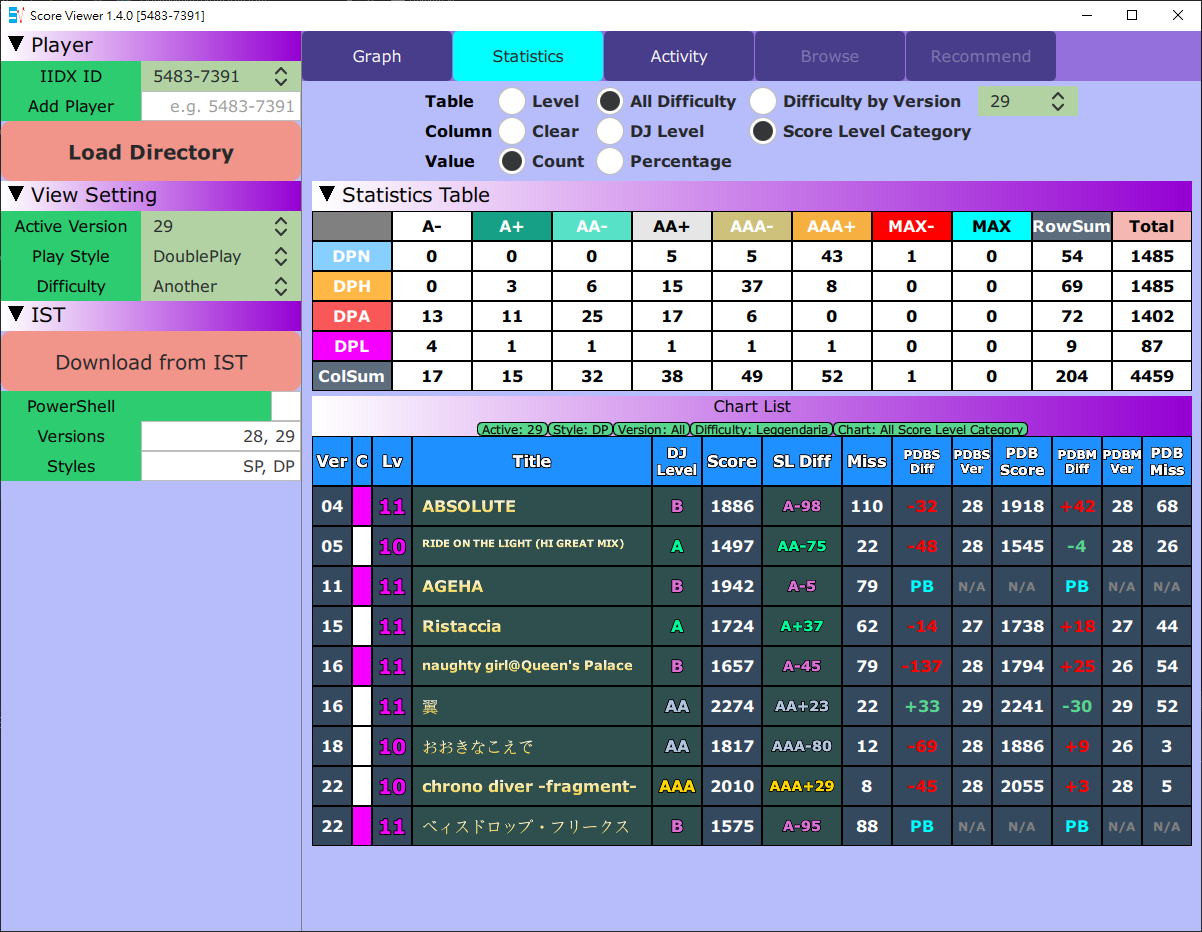 Score Viewer 1.4.0 [5483-7391]
▼ Player
IIDX ID 5483-7391
Add Player e.g. 5483-7391
Load Directory
▼ View Setting
Active Version 29
Play Style DoublePlay
Difficulty Another
▼ IST
Download from IST
PowerShell
Versions 28, 29
Styles SP, DP
Graph Statistics Activity Browse Recommend
Table Level All Difficulty Difficulty by Version 29
Column Clear DJ Level Score Level Category
Value Count Percentage
▼ Statistics Table
A- A+ AA- AA+ AAA- AAA+ MAX- MAX RowSum Total
DPN 0 0 0 5 5 43 1 0 54 1485
DPH 0 3 6 15 37 8 0 0 69 1485
DPA 13 11 25 17 6 0 0 0 72 1402
DPL 4 1 1 1 1 1 0 0 9 87
ColSum 17 15 32 38 49 52 1 0 204 4459
Chart List
Active: 29 Style: DP Version: All Difficulty: Leggendaria Chart: All Score Level Category
Ver C Lv Title DJ Level Score SL Diff Miss PDBS Diff PDBS Ver PDB Score PDBM Diff PDBM Ver PDB Miss
04 11 ABSOLUTE B 1886 A-98 110 -32 28 1918 +42 28 68
05 10 RIDE ON THE LIGHT (HI GREAT MIX) A 1497 AA-75 22 -48 28 1545 -4 28 26
11 11 AGEHA B 1942 A-5 79 PB N/A N/A PB N/A N/A
15 11 Ristaccia A 1724 A+37 62 -14 27 1738 +18 27 44
16 11 naughty girl@Queen's Palace B 1657 A-45 79 -137 28 1794 +25 26 54
16 11 翼 AA 2274 AA+23 22 +33 29 2241 -30 29 52
18 10 おおきなこえで AA 1817 AAA-80 12 -69 28 1886 +9 26 3
22 10 chrono diver -fragment- AAA 2010 AAA+29 8 -45 28 2055 +3 28 5
22 11 ベィスドロップ・フリークス B 1575 A-95 88 PB N/A N/A PB N/A N/A